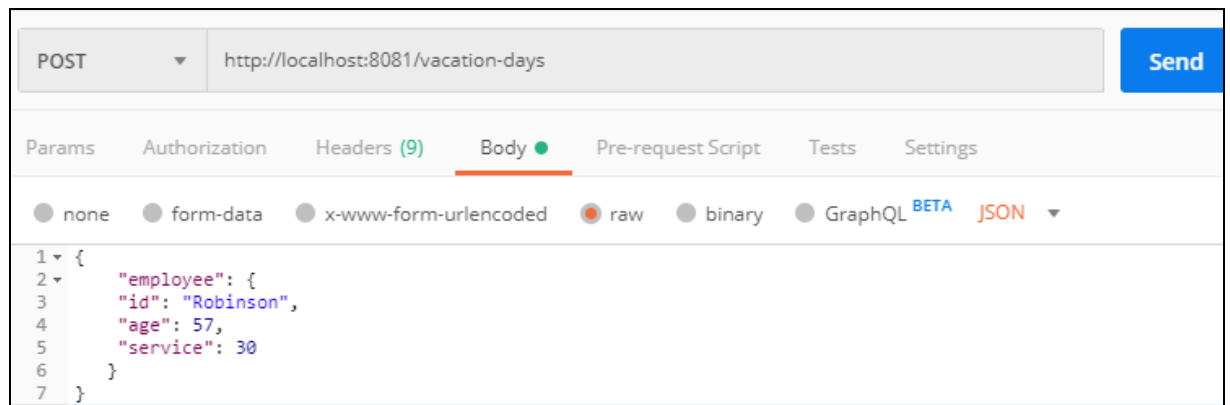 POST http://localhost:8081/vacation-days Send
Params Authorization Headers (9) Body Pre-request Script Tests Settings
none form-data x-www-form-urlencoded raw binary GraphQL BETA JSON
1 {
2 "employee": {
3 "id": "Robinson",
4 "age": 57,
5 "service": 30
6 }
7 }